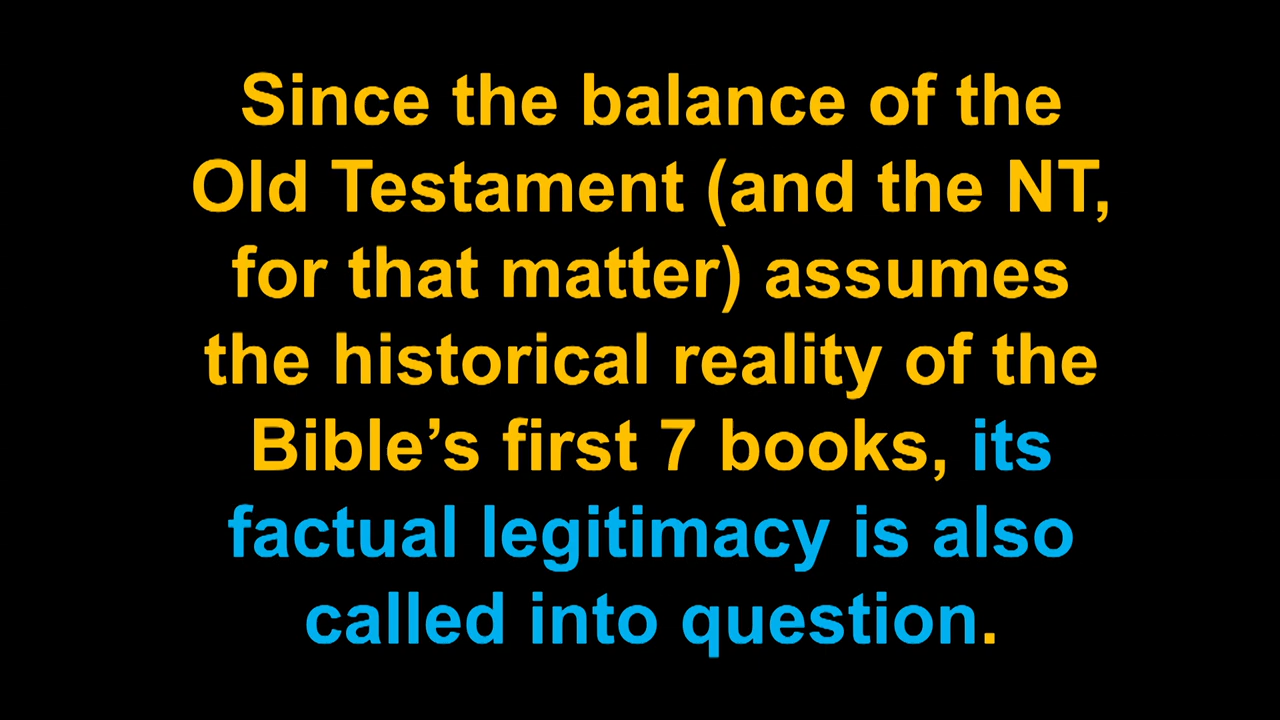 Since the balance of the
Old Testament (and the NT,
for that matter) assumes
the historical reality of the
Bible’s first 7 books, its
factual legitimacy is also
called into question.